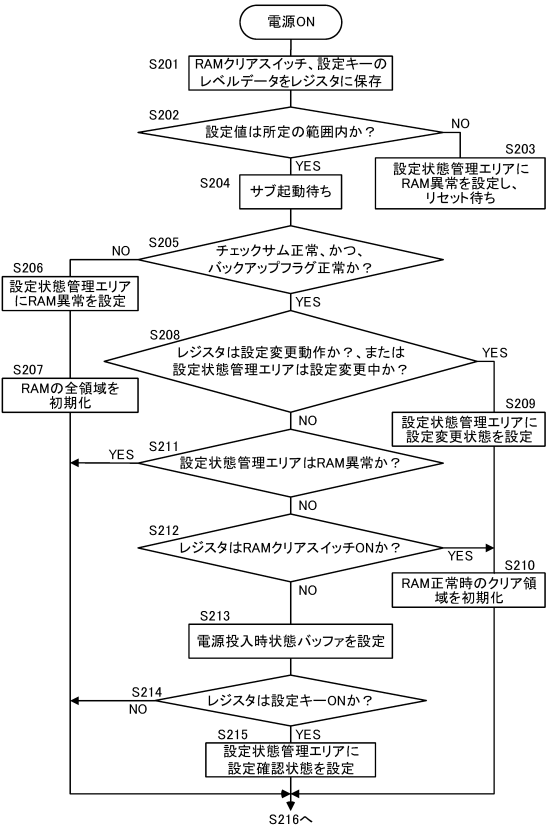 電源ON
S201
RAMクリアスイッチ、設定キーの
レベルデータをレジスタに保存
S202
設定値は所定の範囲内か？
NO
YES
S203
設定状態管理エリアに
RAM異常を設定し、
リセット待ち
S204
サブ起動待ち
S205
チェックサム正常、かつ、
バックアップフラグ正常か？
NO
YES
S206
設定状態管理エリア
にRAM異常を設定
S207
RAMの全領域を
初期化
S208
レジスタは設定変更動作か？、または
設定状態管理エリアは設定変更中か？
YES
NO
S209
設定状態管理エリアに
設定変更状態を設定
S211
設定状態管理エリアはRAM異常か？
YES
NO
S212
レジスタはRAMクリアスイッチONか？
YES
NO
S210
RAM正常時のクリア領
域を初期化
S213
電源投入時状態バッファを設定
S214
レジスタは設定キーONか？
NO
YES
S215
設定状態管理エリアに
設定確認状態を設定
S216へ